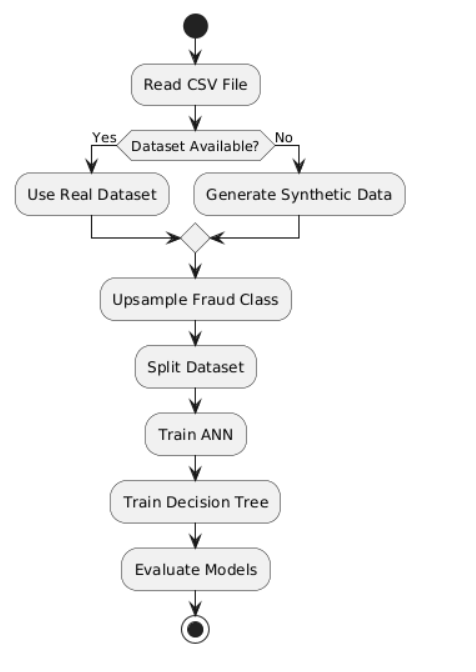 Read CSV File
Yes
Dataset Available?
No
Use Real Dataset
Generate Synthetic Data
Upsample Fraud Class
Split Dataset
Train ANN
Train Decision Tree
Evaluate Models